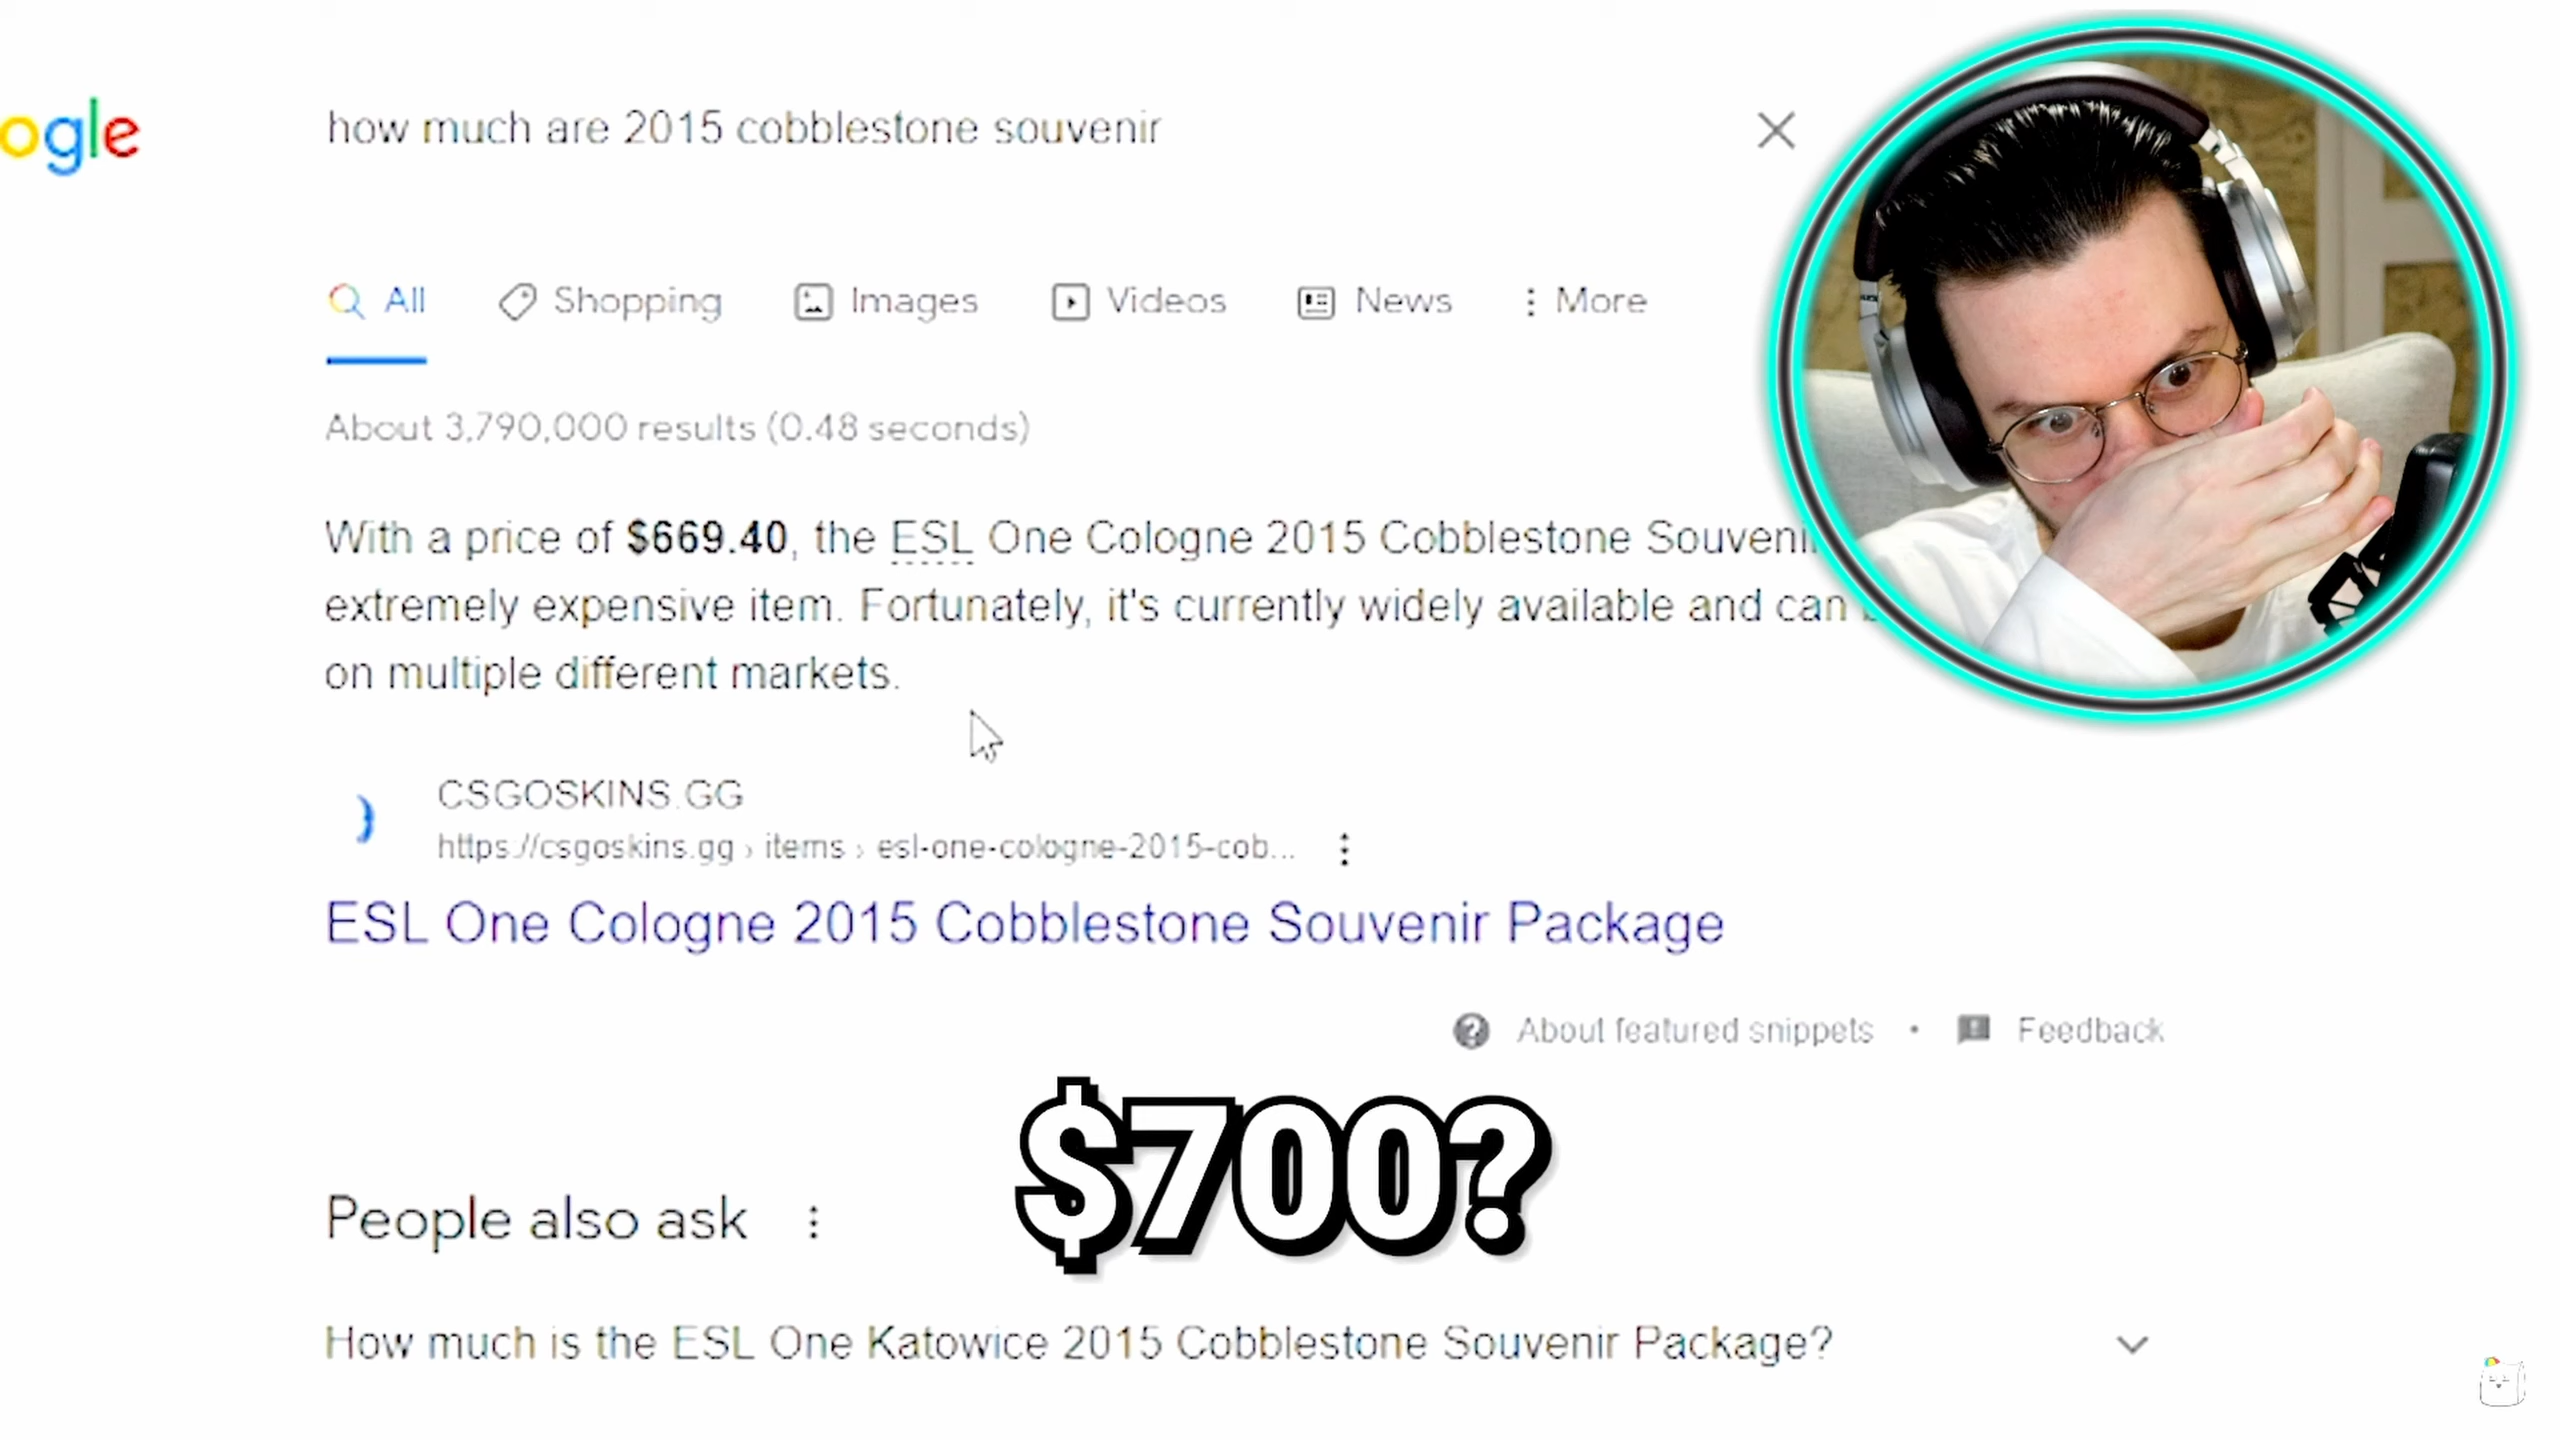 ogle
how much are 2015 cobblestone souvenir
All Shopping Images Videos News More
About 3,790,000 results (0.48 seconds)
With a price of $669.40, the ESL One Cologne 2015 Cobblestone Souvenir
extremely expensive item. Fortunately, it's currently widely available and can
on multiple different markets.
CSGOSKINS.GG
https://csgoskins.gg › items › esl-one-cologne-2015-cob...
ESL One Cologne 2015 Cobblestone Souvenir Package
About featured snippets • Feedback
$700?
People also ask
How much is the ESL One Katowice 2015 Cobblestone Souvenir Package?